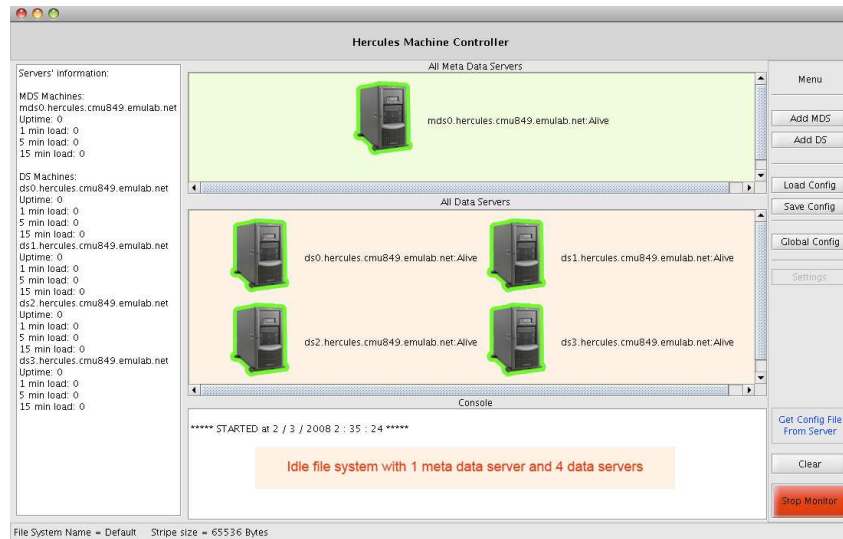 Hercules Machine Controller
Servers' information:
MDS Machines:
mds0.hercules.cmu849.emulab.net
Uptime: 0
1 min load: 0
5 min load: 0
15 min load: 0
DS Machines:
ds0.hercules.cmu849.emulab.net
Uptime: 0
1 min load: 0
5 min load: 0
15 min load: 0
ds1.hercules.cmu849.emulab.net
Uptime: 0
1 min load: 0
5 min load: 0
15 min load: 0
ds2.hercules.cmu849.emulab.net
Uptime: 0
1 min load: 0
5 min load: 0
15 min load: 0
ds3.hercules.cmu849.emulab.net
Uptime: 0
1 min load: 0
5 min load: 0
15 min load: 0
All Meta Data Servers
mds0.hercules.cmu849.emulab.net:Alive
All Data Servers
ds0.hercules.cmu849.emulab.net:Alive
ds1.hercules.cmu849.emulab.net:Alive
ds2.hercules.cmu849.emulab.net:Alive
ds3.hercules.cmu849.emulab.net:Alive
Console
***** STARTED at 2 / 3 / 2008 2 : 35 : 24 *****
Idle file system with 1 meta data server and 4 data servers
Menu
Add MDS
Add DS
Load Config
Save Config
Global Config
Settings
Get Config File
From Server
Clear
Stop Monitor
File System Name = Default Stripe size = 65536 Bytes